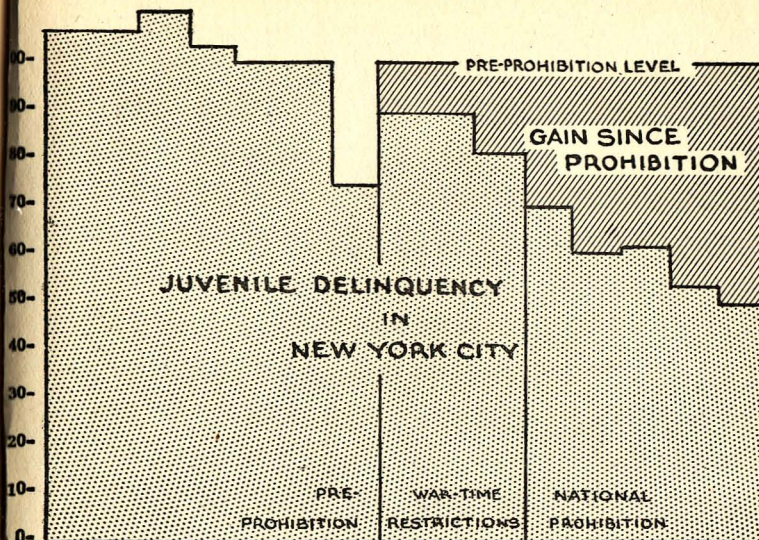 PRE-PROHIBITION LEVEL
GAIN SINCE
PROHIBITION
90-
80-
70-
60-
50-
40-
30-
20-
10-
0-
JUVENILE DELINQUENCY
IN
NEW YORK CITY
PRE-
PROHIBITION
WAR-TIME
RESTRICTIONS
NATIONAL
PROHIBITION